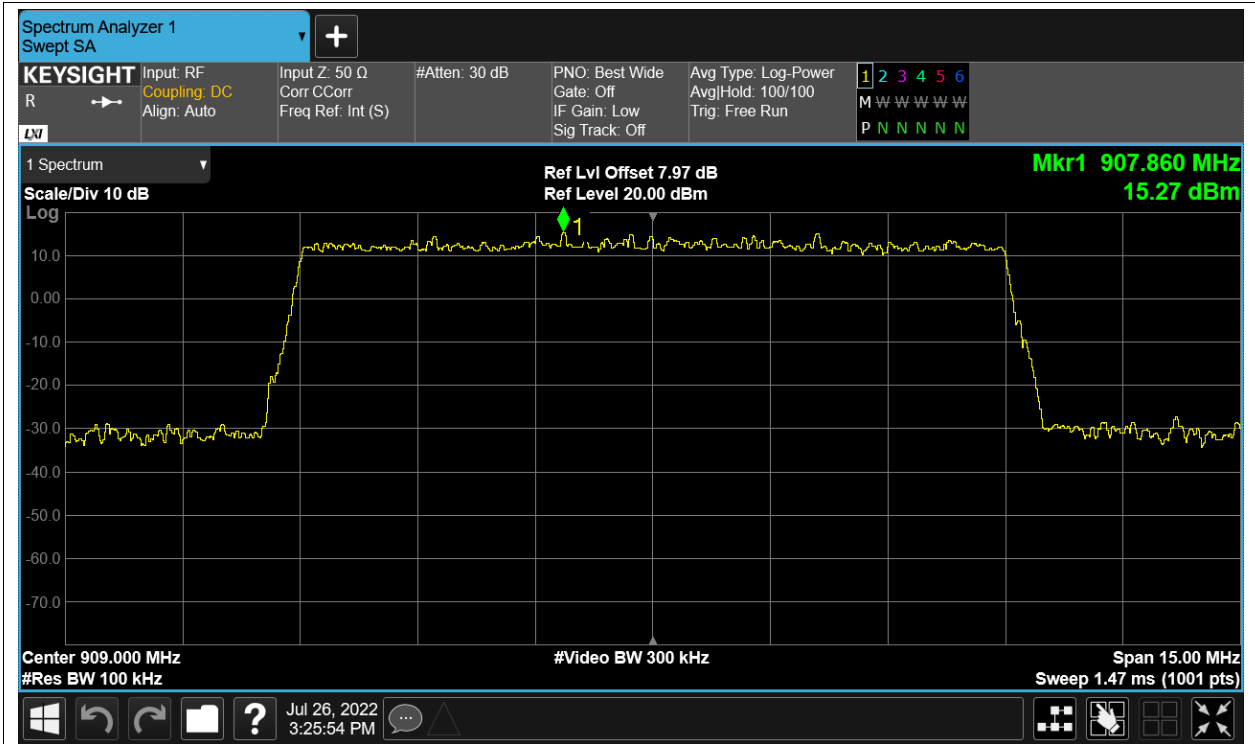 Spectrum Analyzer 1
Swept SA
KEYSIGHT
R
LXI
Input: RF
Coupling: DC
Align: Auto
Input Z: 50 Ω
Corr CCorr
Freq Ref: Int (S)
#Atten: 30 dB
PNO: Best Wide
Gate: Off
IF Gain: Low
Sig Track: Off
Avg Type: Log-Power
Avg|Hold: 100/100
Trig: Free Run
1 2 3 4 5 6
M W W W W W
P N N N N N
1 Spectrum
Scale/Div 10 dB
Log
Ref Lvl Offset 7.97 dB
Ref Level 20.00 dBm
Mkr1 907.860 MHz
15.27 dBm
1
10.0
0.00
-10.0
-20.0
-30.0
-40.0
-50.0
-60.0
-70.0
Center 909.000 MHz
#Res BW 100 kHz
#Video BW 300 kHz
Span 15.00 MHz
Sweep 1.47 ms (1001 pts)
?
Jul 26, 2022
3:25:54 PM